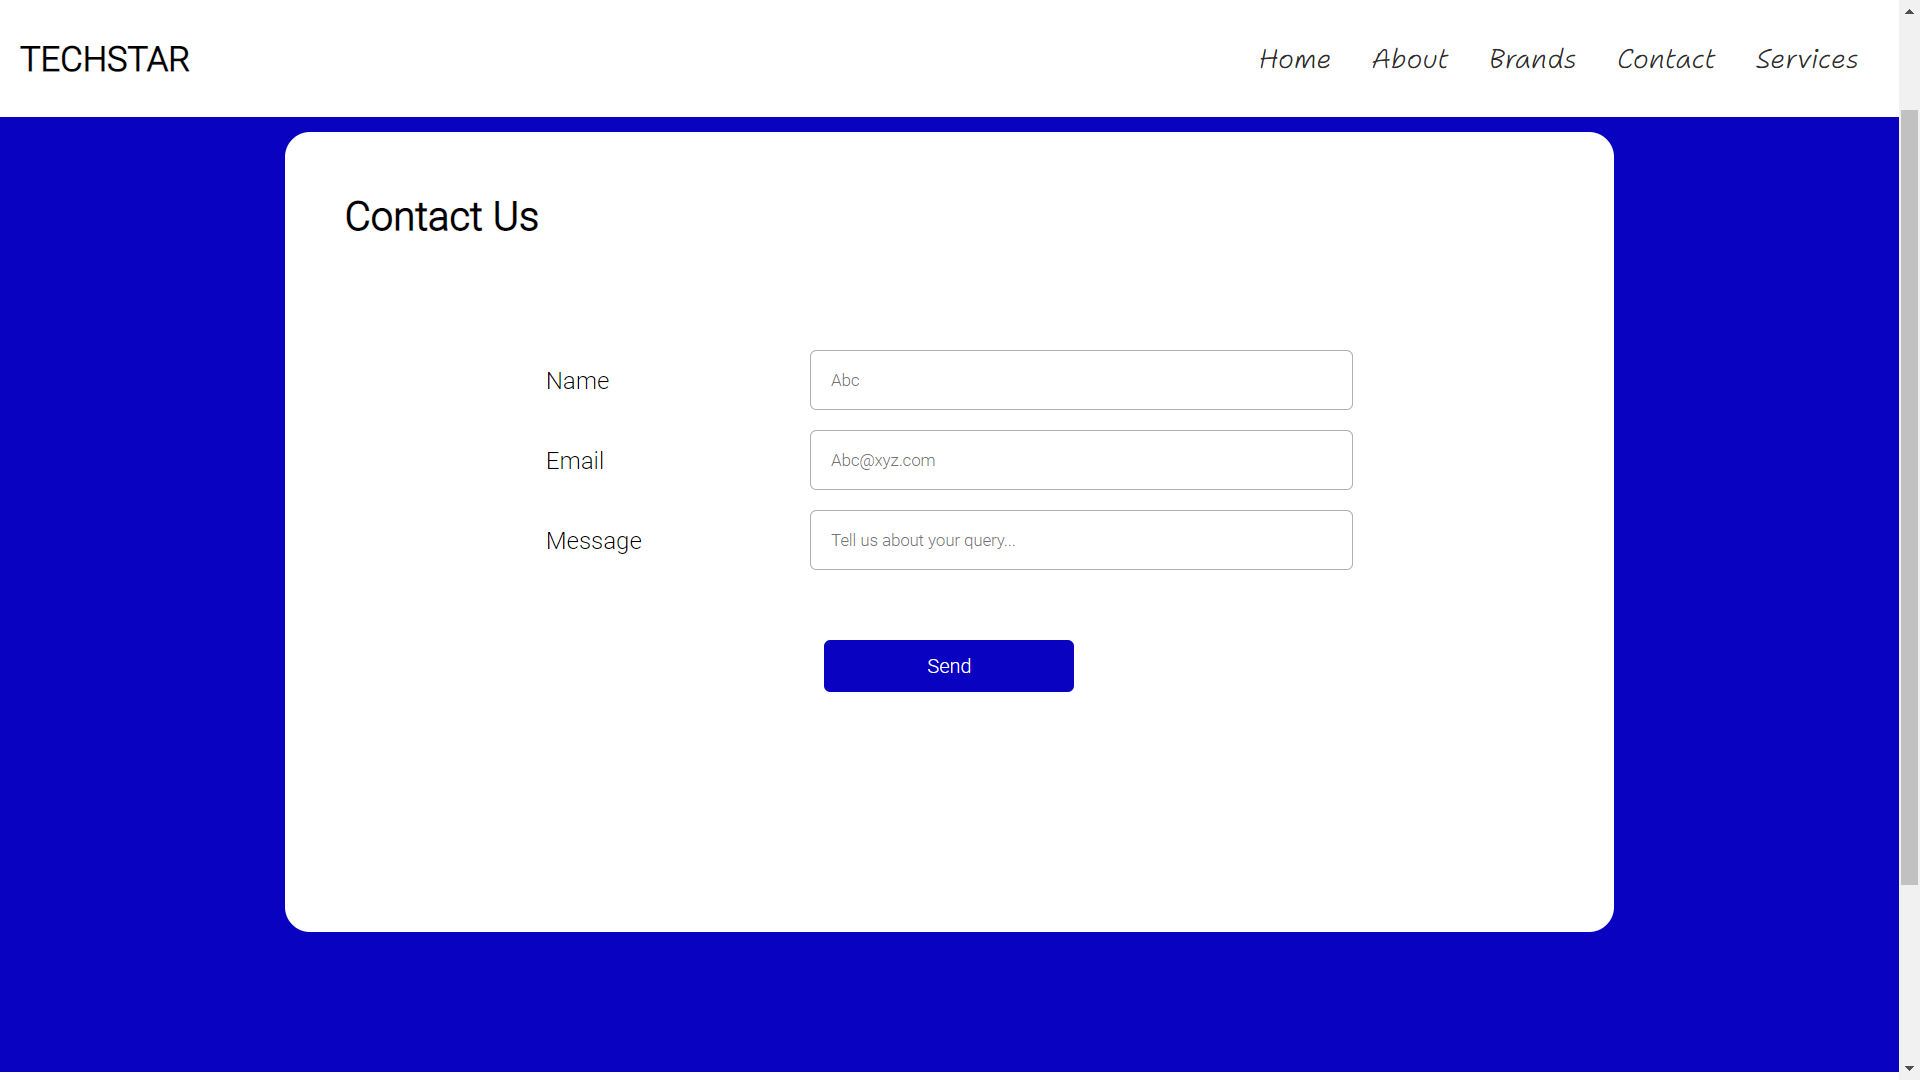 TECHSTAR
Home About Brands Contact Services
Contact Us
Name
Abc
Email
Abc@xyz.com
Message
Tell us about your query...
Send